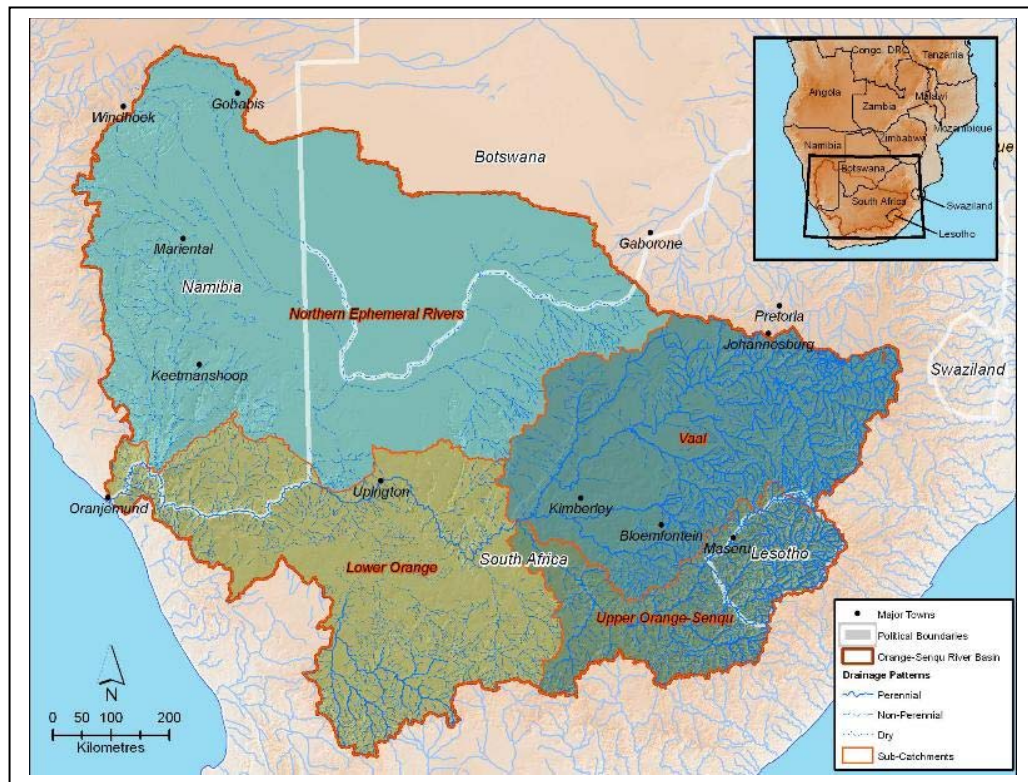 Congo, DRC
Tanzania
Angola
Malawi
Zambia
Mozambique
Zimbabwe
Namibia
Botswana
South Africa
Swaziland
Lesotho
Windhoek
Gobabis
Botswana
Gaborone
Mariental
Namibia
Northern Ephemeral Rivers
Pretoria
Johannesburg
Keetmanshoop
Swaziland
Vaal
Oranjemund
Upington
Kimberley
Bloemfontein
Maseru
Lesotho
South Africa
Lower Orange
Upper Orange-Senqu
N
0 50 100 200
Kilometres
Major Towns
Political Boundaries
Orange-Senqu River Basin
Drainage Patterns
Perennial
Non-Perennial
Dry
Sub-Catchments